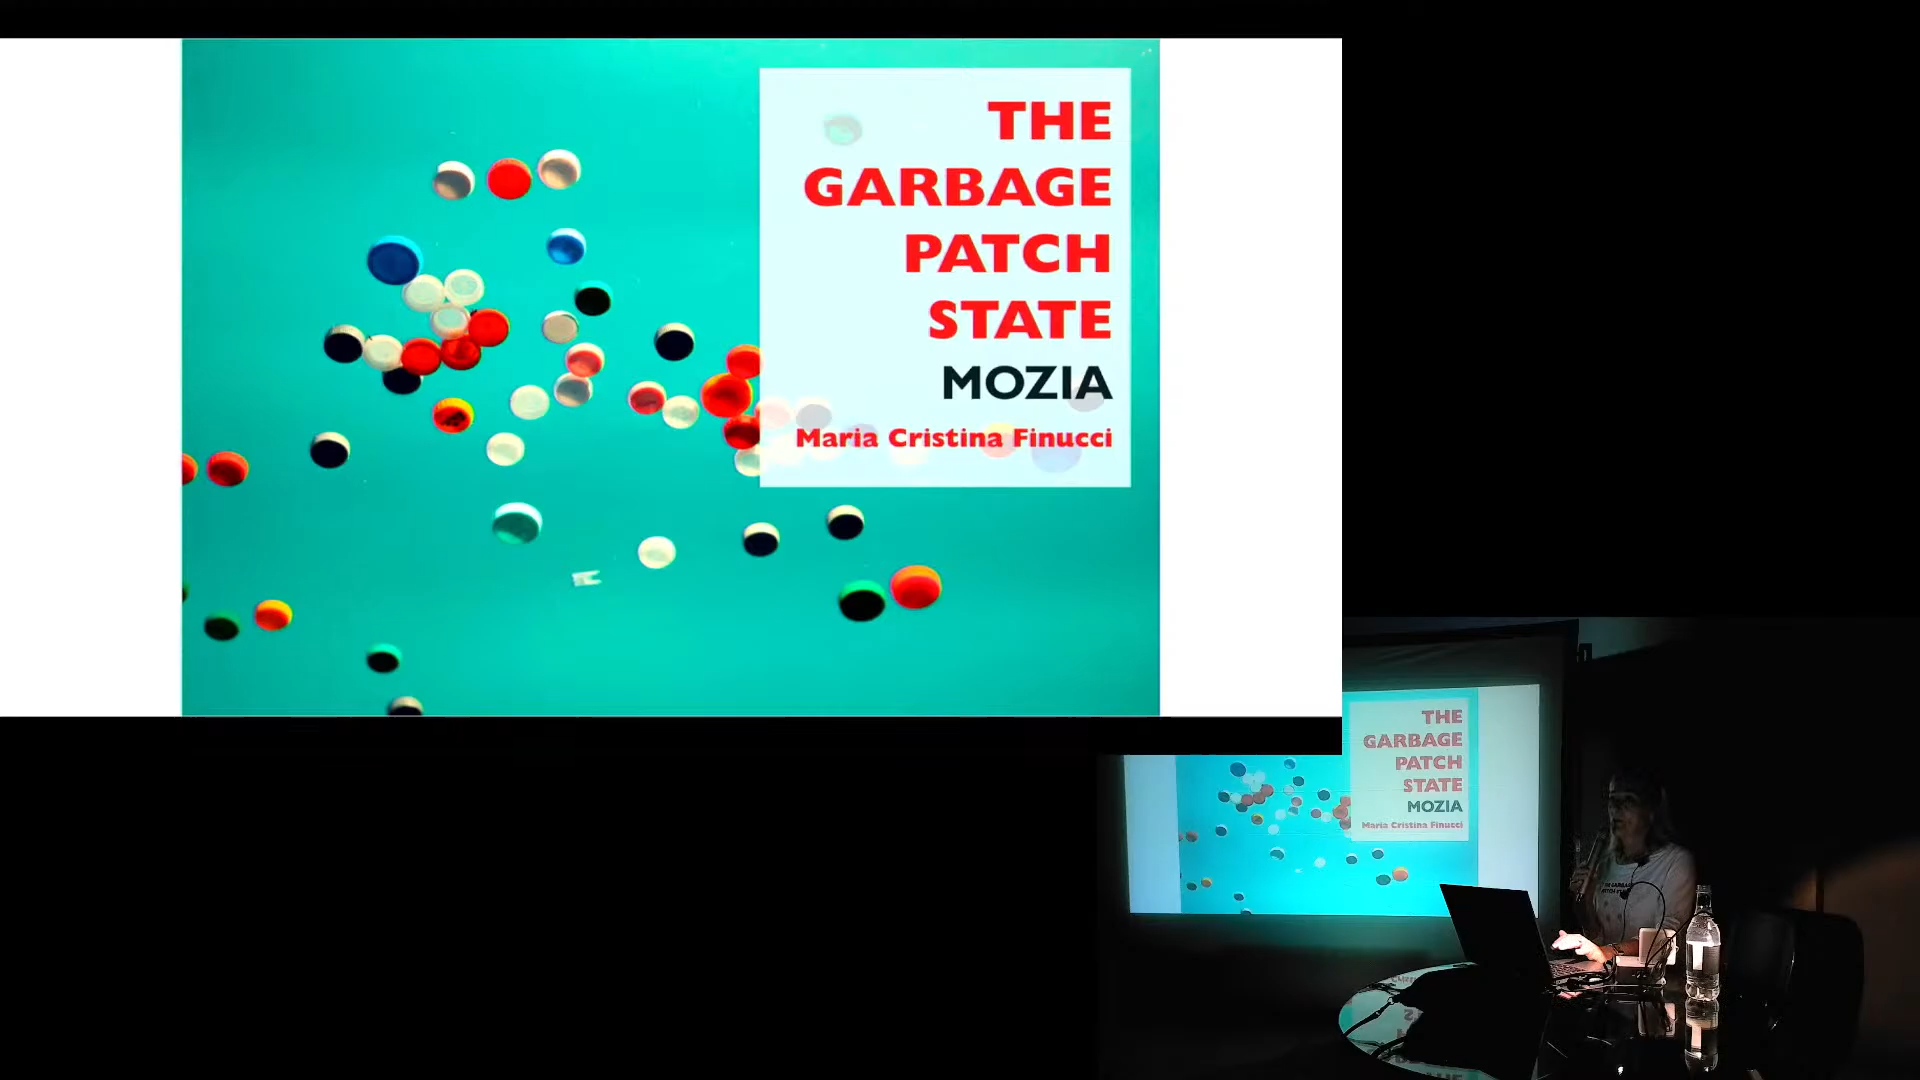 THE
GARBAGE
PATCH
STATE
MOZIA
Maria Cristina Finucci
THE
GARBAGE
PATCH
STATE
MOZIA
Maria Cristina Finucci